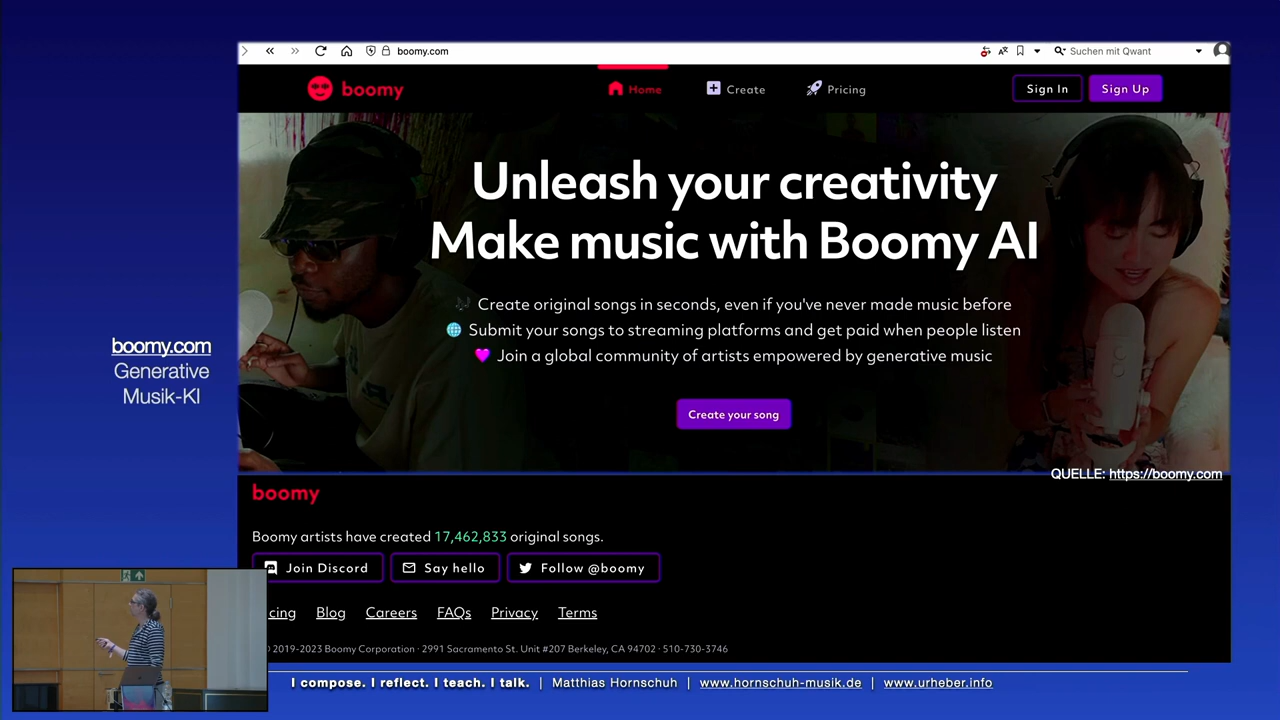 boomy.com
Suchen mit Qwant
boomy
Home
Create
Pricing
Sign In
Sign Up
Unleash your creativity
Make music with Boomy AI
Create original songs in seconds, even if you've never made music before
Submit your songs to streaming platforms and get paid when people listen
Join a global community of artists empowered by generative music
Create your song
boomy.com
Generative
Musik-KI
QUELLE: https://boomy.com
boomy
Boomy artists have created 17,462,833 original songs.
Join Discord
Say hello
Follow @boomy
cing
Blog
Careers
FAQs
Privacy
Terms
2019-2023 Boomy Corporation · 2991 Sacramento St. Unit #207 Berkeley, CA 94702 · 510-730-3746
I compose. I reflect. I teach. I talk. | Matthias Hornschuh | www.hornschuh-musik.de | www.urheber.info